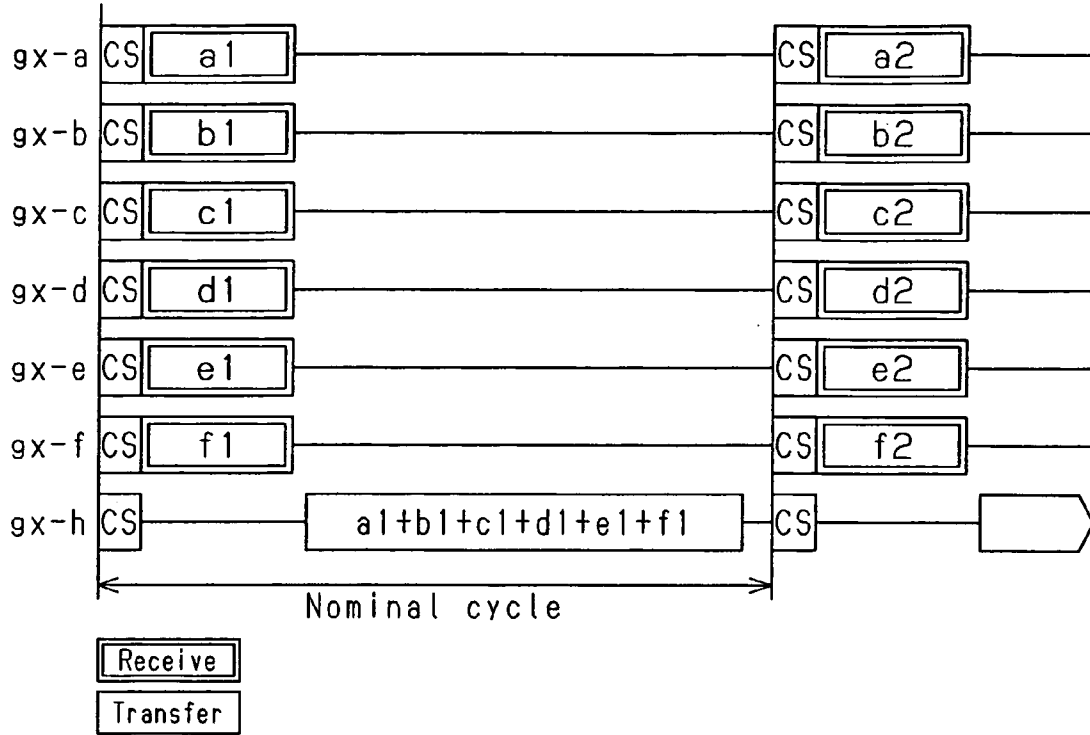 gx-a CS a1 CS a2
gx-b CS b1 CS b2
gx-c CS c1 CS c2
gx-d CS d1 CS d2
gx-e CS e1 CS e2
gx-f CS f1 CS f2
gx-h CS a1+b1+c1+d1+e1+f1 CS
Nominal cycle
Receive
Transfer